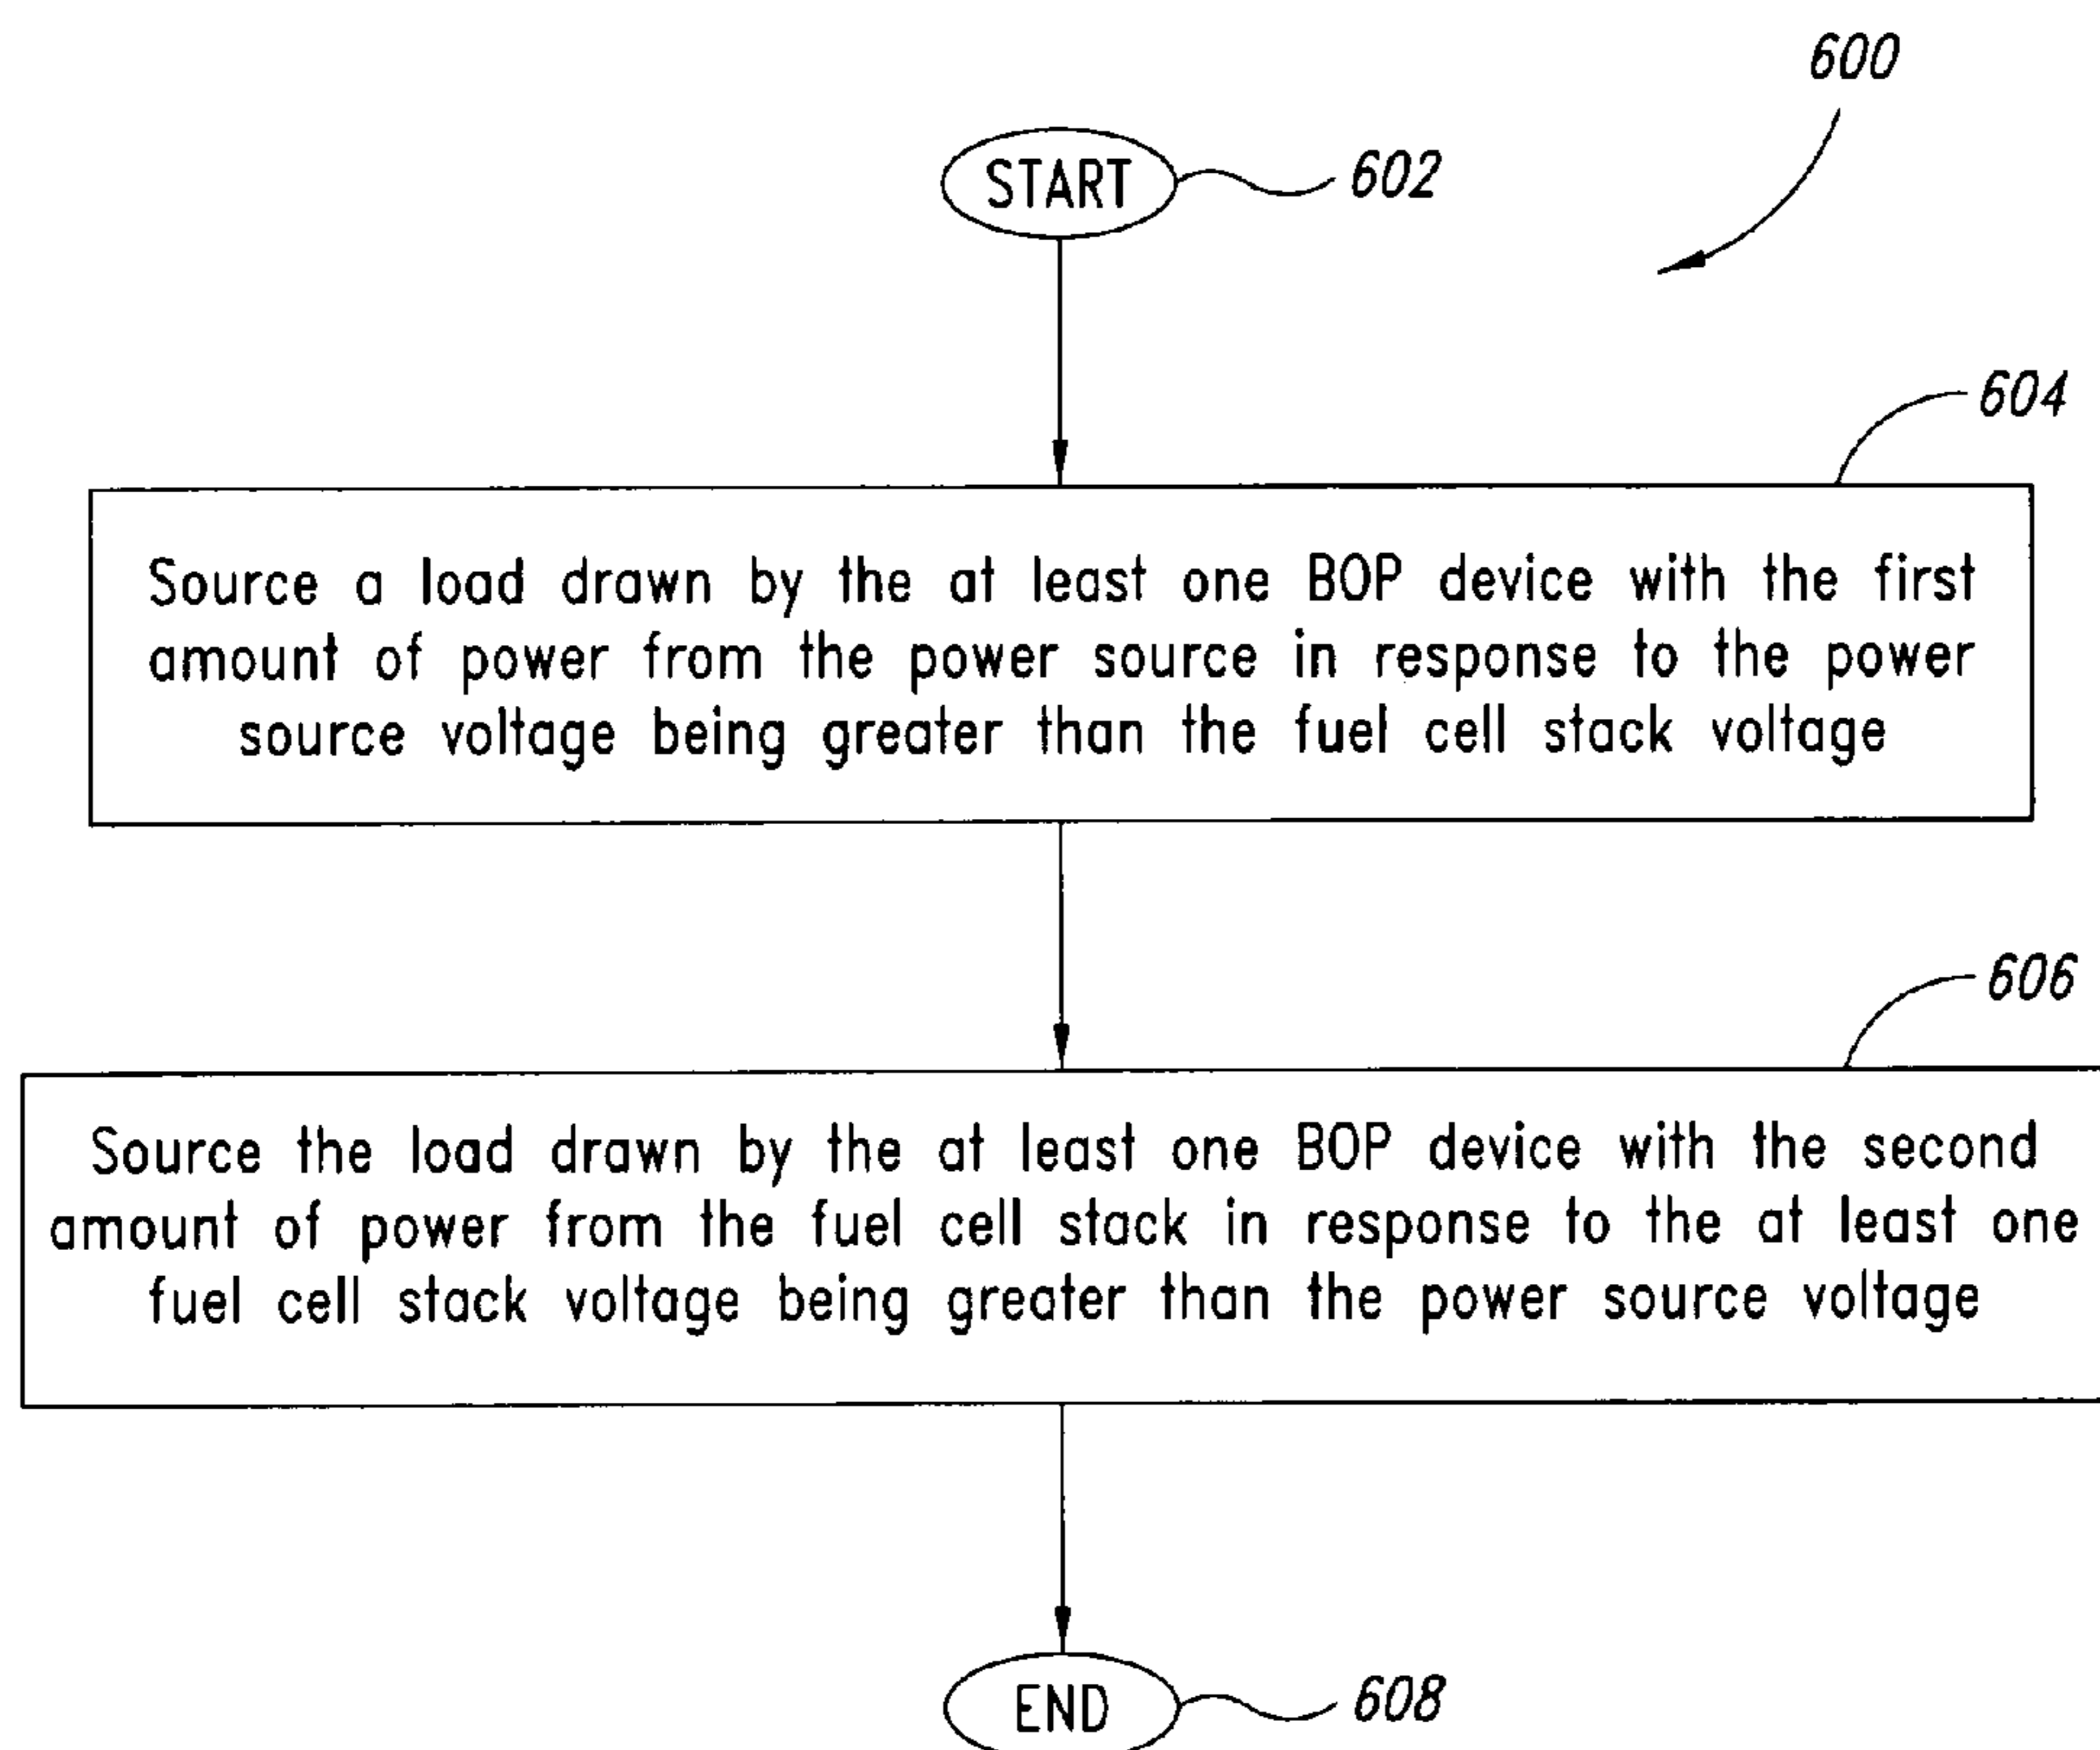 600
START
602
604
Source a load drawn by the at least one BOP device with the first
amount of power from the power source in response to the power
source voltage being greater than the fuel cell stack voltage
606
Source the load drawn by the at least one BOP device with the second
amount of power from the fuel cell stack in response to the at least one
fuel cell stack voltage being greater than the power source voltage
END
608